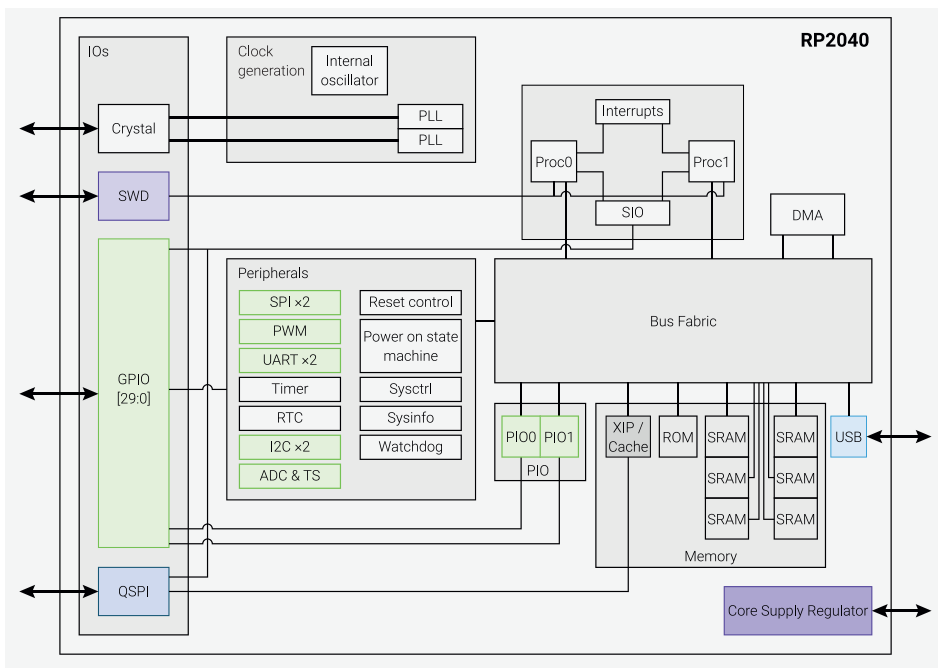 RP2040
IOs
Clock
generation
Internal
oscillator
Crystal
PLL
PLL
Interrupts
Proc0
Proc1
SWD
SIO
DMA
Peripherals
SPI ×2
Reset control
PWM
Power on state
machine
UART ×2
Bus Fabric
GPIO
[29:0]
Timer
Sysctrl
RTC
Sysinfo
I2C ×2
Watchdog
ADC & TS
PIO0
PIO1
PIO
XIP /
Cache
ROM
SRAM
SRAM
USB
SRAM
SRAM
SRAM
SRAM
Memory
QSPI
Core Supply Regulator